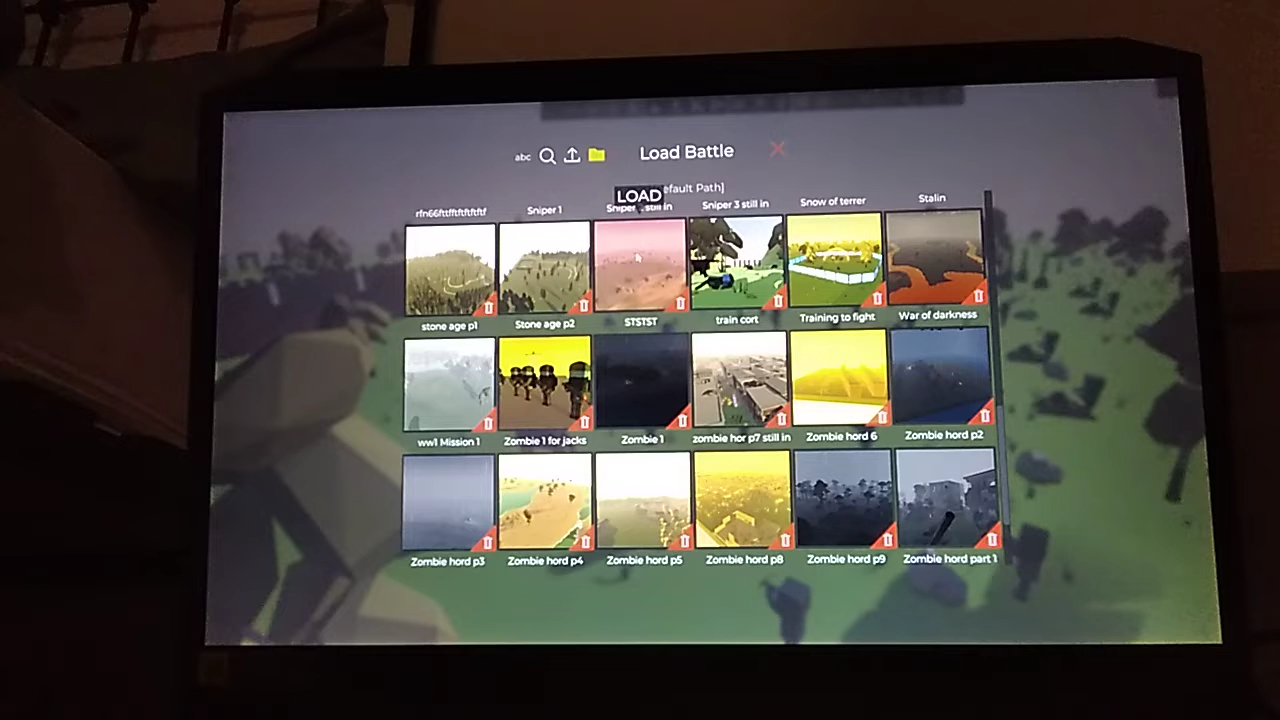 abc Load Battle
efault Path]
LOAD
Sniper 1 still in Sniper 3 still in Snow of terrer Stalin
stone age p1 Stone age p2 STSTST train cort Training to fight War of darkness
ww1 Mission 1 Zombie 1 for jacks Zombie 1 zombie hor p7 still in Zombie hord 6 Zombie hord p2
Zombie hord p3 Zombie hord p4 Zombie hord p5 Zombie hord p8 Zombie hord p9 Zombie hord part 1